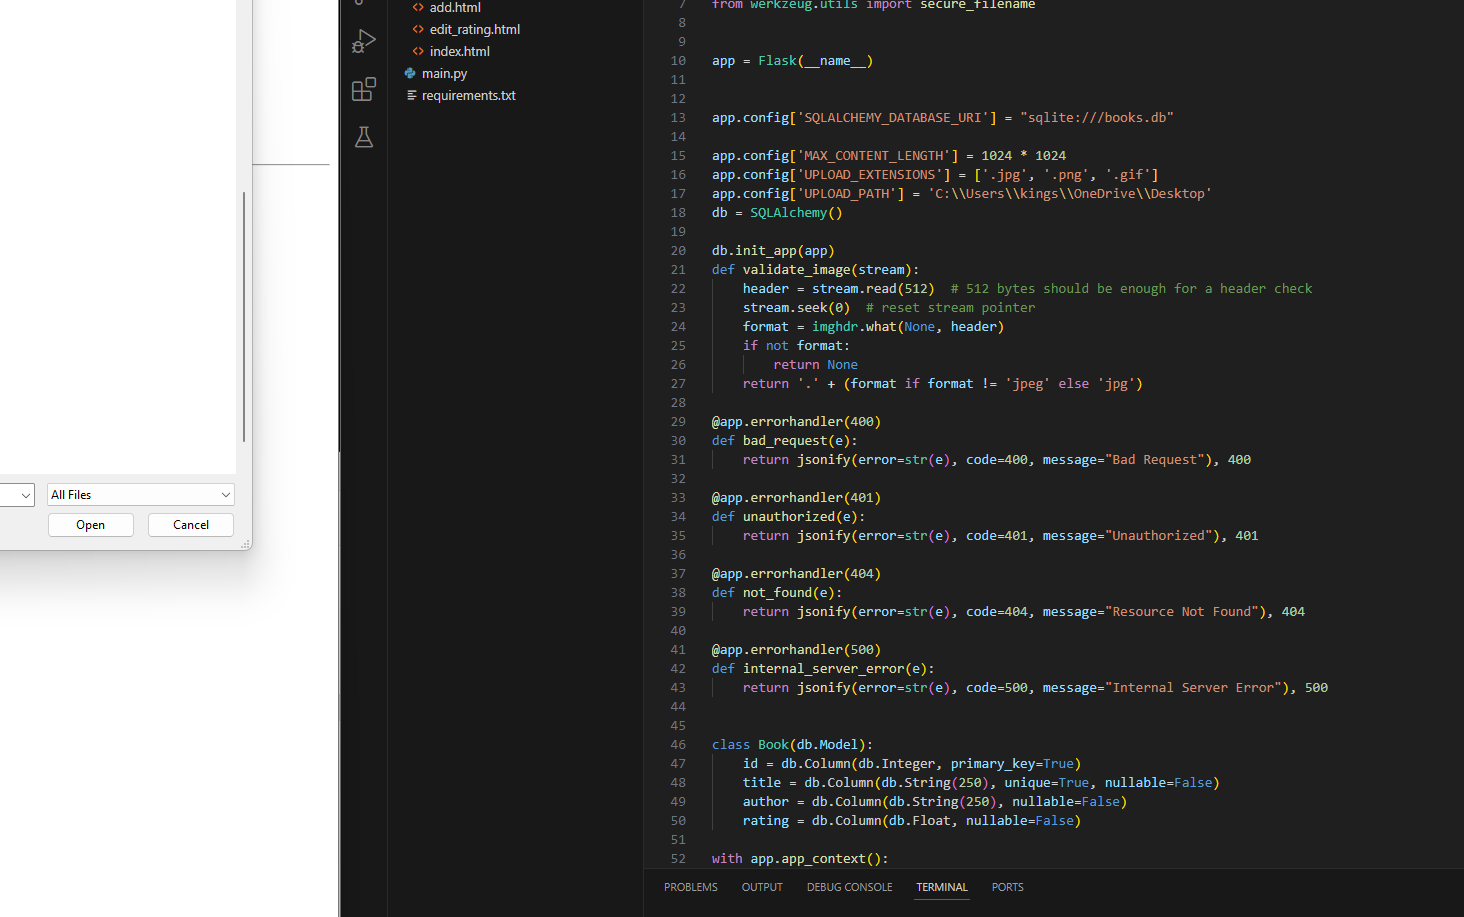 All Files
Open Cancel
add.html
edit_rating.html
index.html
main.py
requirements.txt
7 from werkzeug.utils import secure_filename
8
9
10 app = Flask(__name__)
11
12
13 app.config['SQLALCHEMY_DATABASE_URI'] = "sqlite:///books.db"
14
15 app.config['MAX_CONTENT_LENGTH'] = 1024 * 1024
16 app.config['UPLOAD_EXTENSIONS'] = ['.jpg', '.png', '.gif']
17 app.config['UPLOAD_PATH'] = 'C:\\Users\\kings\\OneDrive\\Desktop'
18 db = SQLAlchemy()
19
20 db.init_app(app)
21 def validate_image(stream):
22     header = stream.read(512)  # 512 bytes should be enough for a header check
23     stream.seek(0)  # reset stream pointer
24     format = imghdr.what(None, header)
25     if not format:
26         return None
27     return '.' + (format if format != 'jpeg' else 'jpg')
28
29 @app.errorhandler(400)
30 def bad_request(e):
31     return jsonify(error=str(e), code=400, message="Bad Request"), 400
32
33 @app.errorhandler(401)
34 def unauthorized(e):
35     return jsonify(error=str(e), code=401, message="Unauthorized"), 401
36
37 @app.errorhandler(404)
38 def not_found(e):
39     return jsonify(error=str(e), code=404, message="Resource Not Found"), 404
40
41 @app.errorhandler(500)
42 def internal_server_error(e):
43     return jsonify(error=str(e), code=500, message="Internal Server Error"), 500
44
45
46 class Book(db.Model):
47     id = db.Column(db.Integer, primary_key=True)
48     title = db.Column(db.String(250), unique=True, nullable=False)
49     author = db.Column(db.String(250), nullable=False)
50     rating = db.Column(db.Float, nullable=False)
51
52 with app.app_context():
PROBLEMS OUTPUT DEBUG CONSOLE TERMINAL PORTS